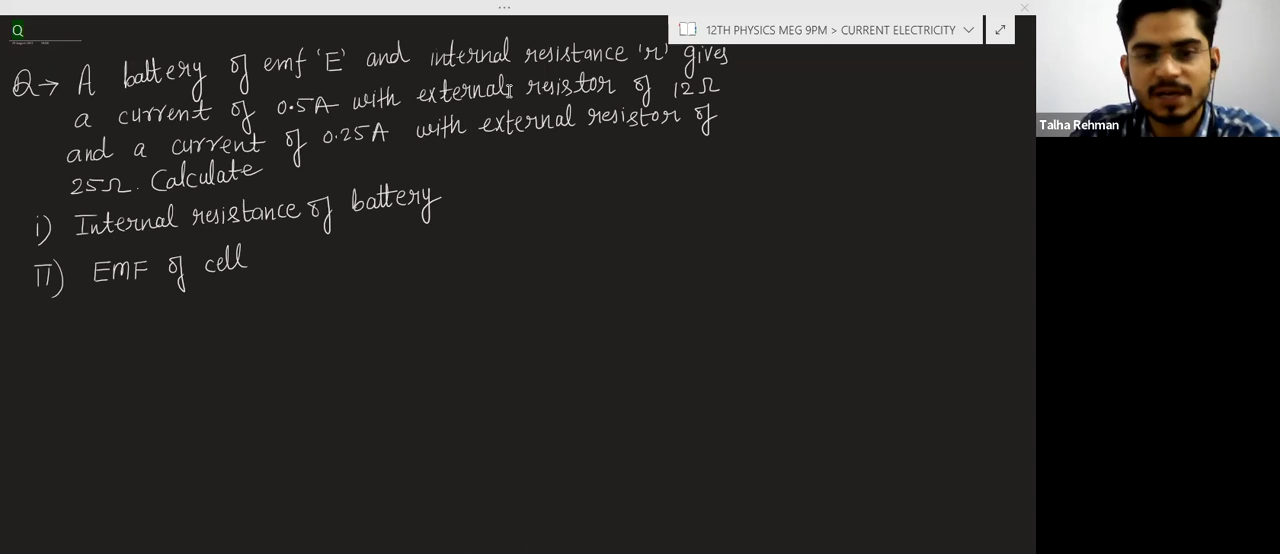 Q
12TH PHYSICS MEG 9PM > CURRENT ELECTRICITY
Q→ A battery of emf 'E' and internal resistance 'r' gives
a current of 0.5A with external resistor of 12Ω
and a current of 0.25A with external resistor of
25Ω. Calculate
i) Internal resistance of battery
II) EMF of cell
Talha Rehman